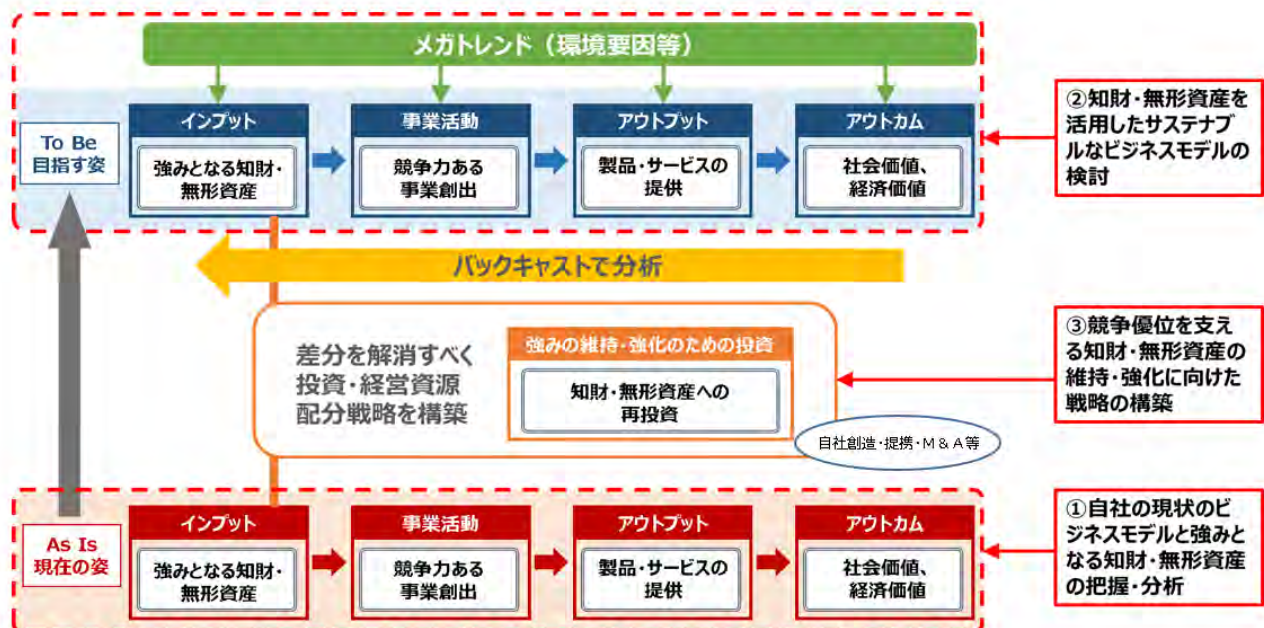 メガトレンド（環境要因等）
To Be
目指す姿
インプット
強みとなる知財・
無形資産
事業活動
競争力ある
事業創出
アウトプット
製品・サービスの
提供
アウトカム
社会価値、
経済価値
②知財・無形資産を
活用したサステナブ
ルなビジネスモデルの
検討
バックキャストで分析
差分を解消すべく
投資・経営資源
配分戦略を構築
強みの維持・強化のための投資
知財・無形資産への
再投資
自社創造・提携・M＆A等
③競争優位を支え
る知財・無形資産の
維持・強化に向けた
戦略の構築
As Is
現在の姿
インプット
強みとなる知財・
無形資産
事業活動
競争力ある
事業創出
アウトプット
製品・サービスの
提供
アウトカム
社会価値、
経済価値
①自社の現状のビ
ジネスモデルと強みと
なる知財・無形資産
の把握・分析